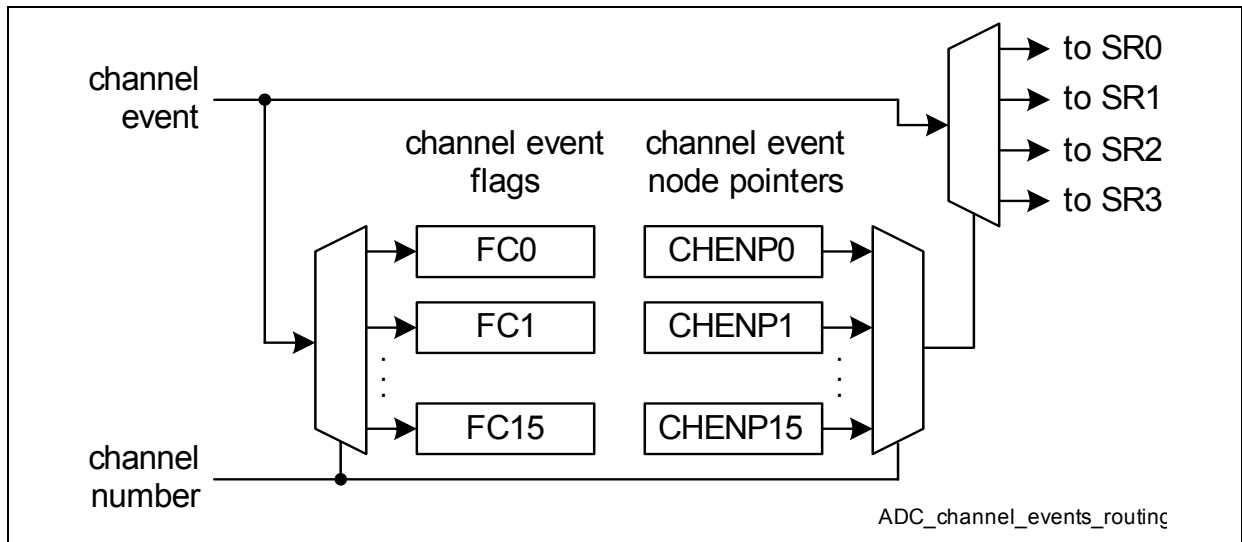 channel
event
channel event
flags
channel event
node pointers
to SR0
to SR1
to SR2
to SR3
FC0
CHENP0
FC1
CHENP1
FC15
CHENP15
channel
number
ADC_channel_events_routing